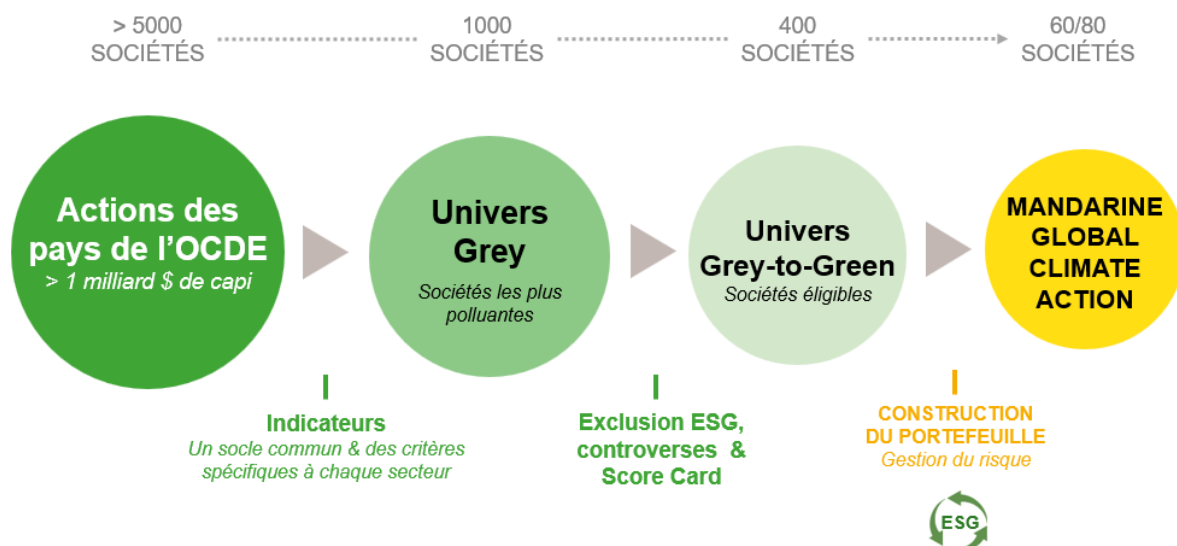 > 5000
SOCIÉTÉS
1000
SOCIÉTÉS
400
SOCIÉTÉS
60/80
SOCIÉTÉS
Actions des
pays de l'OCDE
> 1 milliard $ de capi
Univers
Grey
Sociétés les plus
polluantes
Univers
Grey-to-Green
Sociétés éligibles
MANDARINE
GLOBAL
CLIMATE
ACTION
Indicateurs
Un socle commun & des critères
spécifiques à chaque secteur
Exclusion ESG,
controverses &
Score Card
CONSTRUCTION
DU PORTEFEUILLE
Gestion du risque
ESG